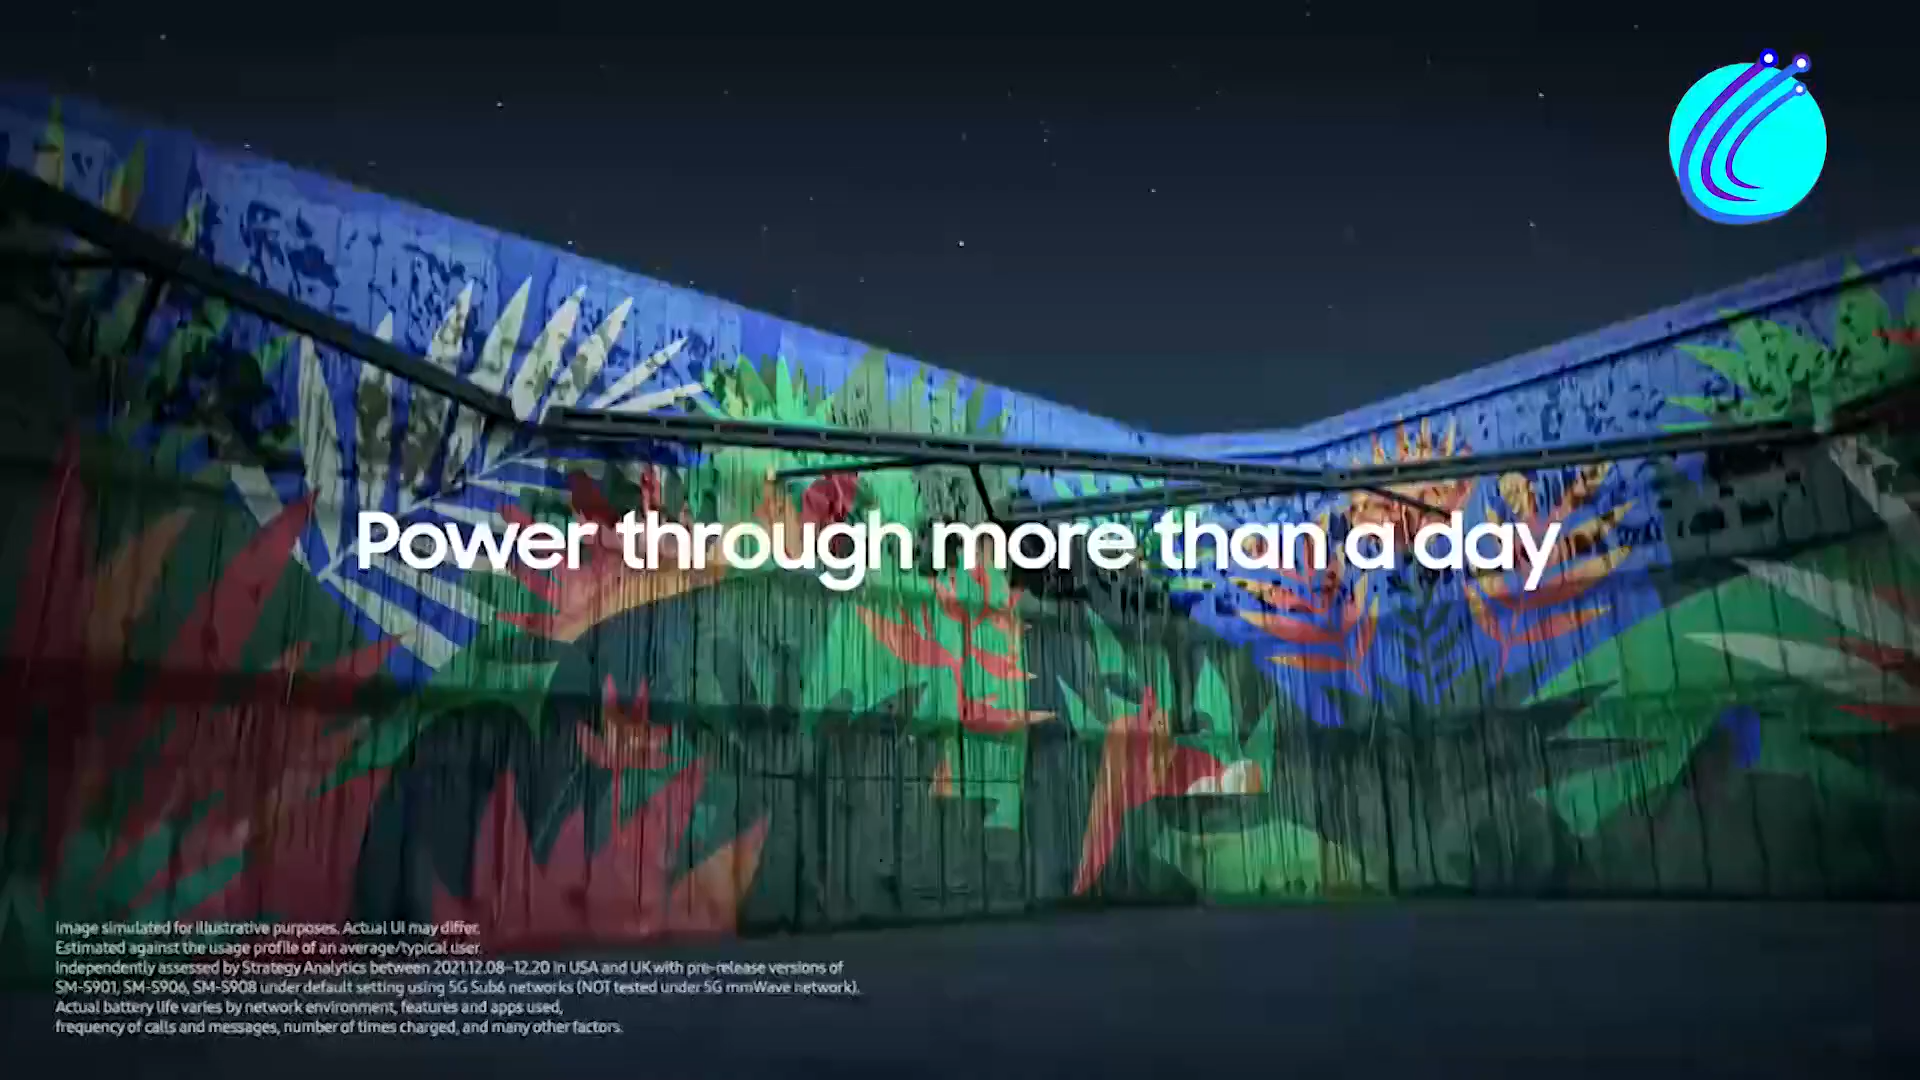 Power through more than a day
Image simulated for illustrative purposes. Actual UI may differ.
Estimated against the usage profile of an average/typical user.
Independently assessed by Strategy Analytics between 2021.12.08–12.20 in USA and UK with pre-release versions of
SM-S901, SM-S906, SM-S908 under default setting using 5G Sub6 networks (NOT tested under 5G mmWave network).
Actual battery life varies by network environment, features and apps used,
frequency of calls and messages, number of times charged, and many other factors.